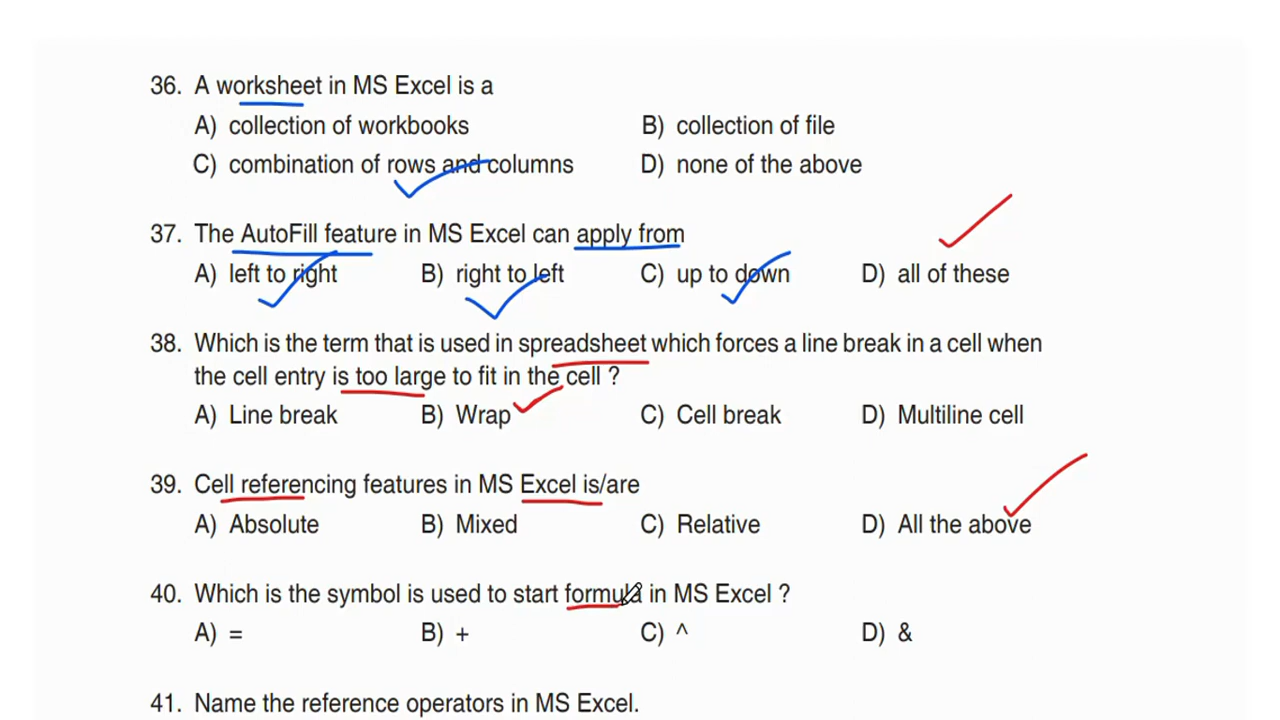 36. A worksheet in MS Excel is a
A) collection of workbooks B) collection of file
C) combination of rows and columns D) none of the above
37. The AutoFill feature in MS Excel can apply from
A) left to right B) right to left C) up to down D) all of these
38. Which is the term that is used in spreadsheet which forces a line break in a cell when
the cell entry is too large to fit in the cell ?
A) Line break B) Wrap C) Cell break D) Multiline cell
39. Cell referencing features in MS Excel is/are
A) Absolute B) Mixed C) Relative D) All the above
40. Which is the symbol is used to start formula in MS Excel ?
A) = B) + C) ^ D) &
41. Name the reference operators in MS Excel.